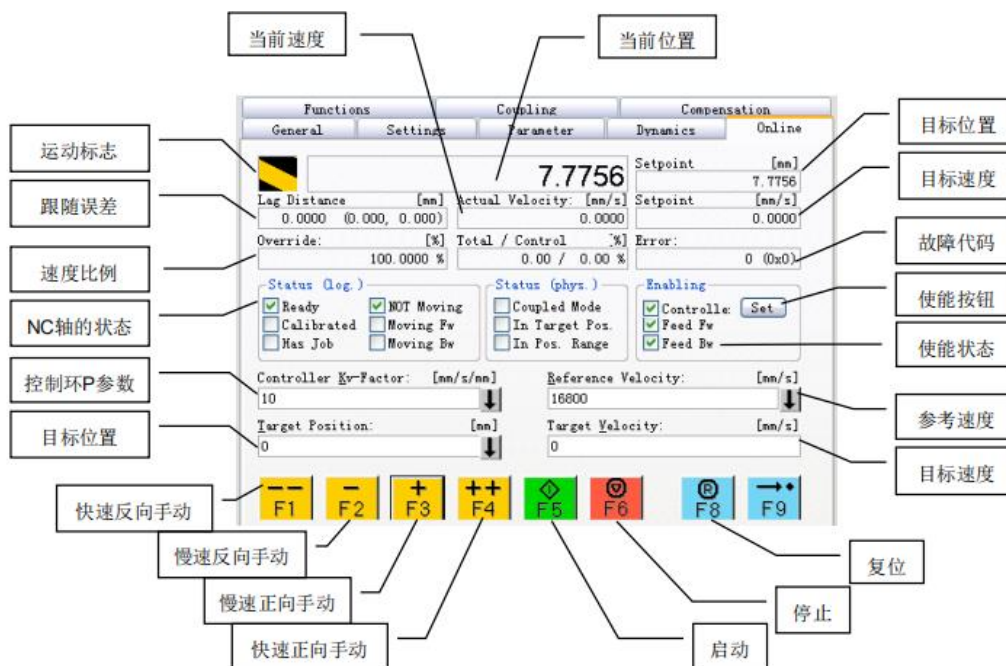 当前速度
当前位置
Functions Coupling Compensation
General Settings Parameter Dynamics Online
目标位置
运动标志
7.7756
Setpoint [mm]
7.7756
目标速度
跟随误差
Lag Distance [mm] Actual Velocity: [mm/s] Setpoint [mm/s]
0.0000 (0.000, 0.000) 0.0000 0.0000
故障代码
速度比例
Override: [%] Total / Control [%] Error:
100.0000 % 0.00 / 0.00 % 0 (0x0)
使能按钮
NC轴的状态
Status (log.) Status (phys.) Enabling
Ready NOT Moving Coupled Mode Controlle: Set
Calibrated Moving Fw In Target Pos. Feed Fw
Has Job Moving Bw In Pos. Range Feed Bw
使能状态
控制环P参数
Controller Kv-Factor: [mm/s/mm] Reference Velocity: [mm/s]
10 16800
参考速度
目标位置
Target Position: [mm] Target Velocity: [mm/s]
0 0
目标速度
-- - + ++ R
F1 F2 F3 F4 F5 F6 F8 F9
快速反向手动
慢速反向手动
复位
慢速正向手动
停止
快速正向手动
启动